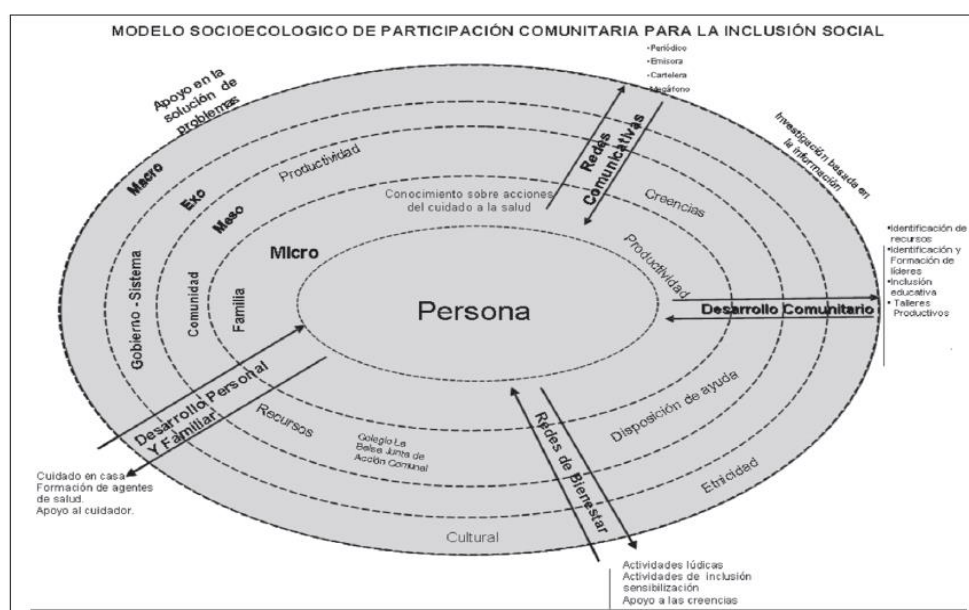 MODELO SOCIOECOLOGICO DE PARTICIPACIÓN COMUNITARIA PARA LA INCLUSIÓN SOCIAL
•Periódico
•Emisora
•Cartelera
•Megáfono
Apoyo en la
solución de
problemas
Investigación basada en
la información
Macro
Exo
Meso
Micro
Productividad
Redes
Comunicativas
Conocimiento sobre acciones
del cuidado a la salud
Creencias
Productividad
•Identificación de
recursos
•Identificación y
Formación de
líderes
•Inclusión
educativa
• Talleres
Productivos
Gobierno - Sistema
Comunidad
Familia
Persona
Desarrollo Comunitario
Desarrollo Personal
Y Familiar
Recursos
Colegio La
Balsa Junta de
Acción Comunal
Redes de Bienestar
Disposición de ayuda
Etnicidad
Cultural
Cuidado en casa
Formación de agentes
de salud.
Apoyo al cuidador.
Actividades lúdicas
Actividades de inclusión
sensibilización
Apoyo a las creencias